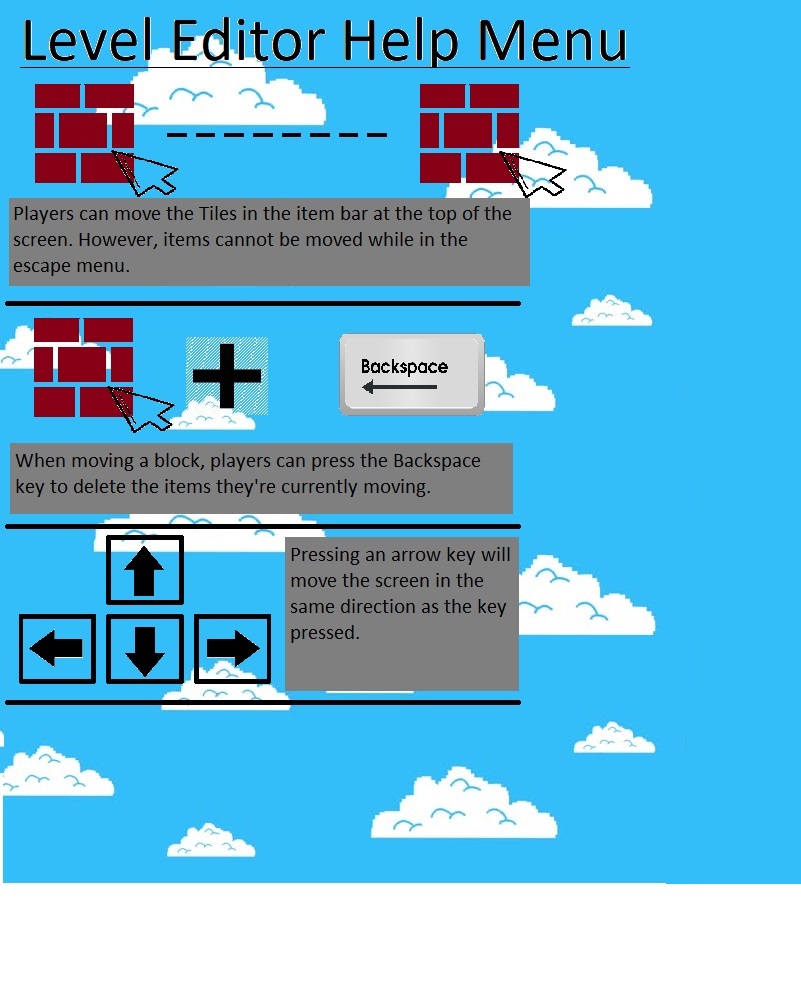 Level Editor Help Menu
Players can move the Tiles in the item bar at the top of the
screen. However, items cannot be moved while in the
escape menu.
Backspace
When moving a block, players can press the Backspace
key to delete the items they're currently moving.
Pressing an arrow key will
move the screen in the
same direction as the key
pressed.